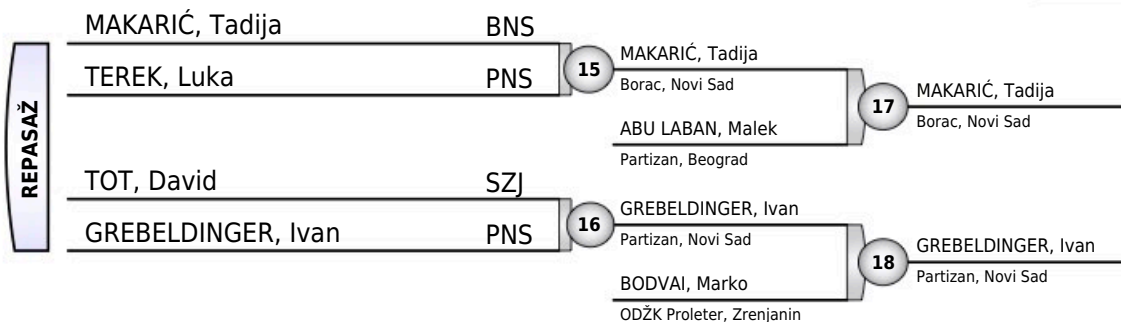 REPASAŽ
MAKARIĆ, Tadija BNS
TEREK, Luka PNS
TOT, David SZJ
GREBELDINGER, Ivan PNS
15
MAKARIĆ, Tadija
Borac, Novi Sad
ABU LABAN, Malek
Partizan, Beograd
16
GREBELDINGER, Ivan
Partizan, Novi Sad
BODVAI, Marko
ODŽK Proleter, Zrenjanin
17
MAKARIĆ, Tadija
Borac, Novi Sad
18
GREBELDINGER, Ivan
Partizan, Novi Sad